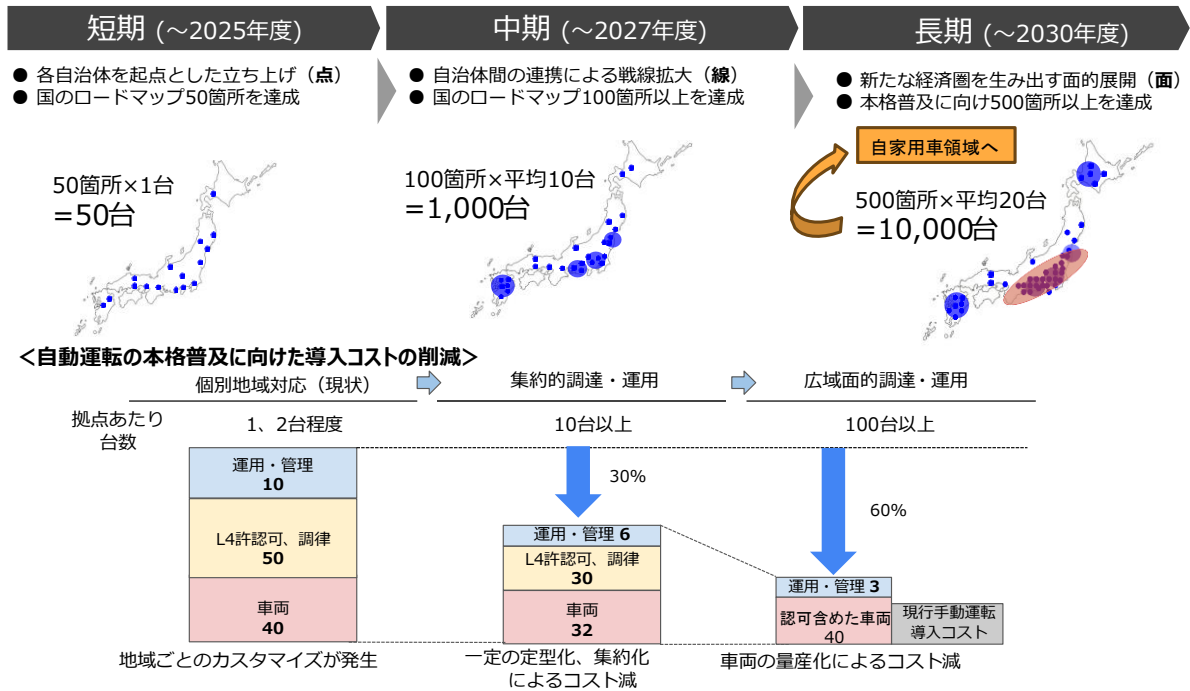 短期 (~2025年度)
中期 (~2027年度)
長期 (~2030年度)
● 各自治体を起点とした立ち上げ（点）
● 国のロードマップ50箇所を達成
● 自治体間の連携による戦線拡大（線）
● 国のロードマップ100箇所以上を達成
● 新たな経済圏を生み出す面的展開（面）
● 本格普及に向け500箇所以上を達成
50箇所×1台
=50台
100箇所×平均10台
=1,000台
自家用車領域へ
500箇所×平均20台
=10,000台
＜自動運転の本格普及に向けた導入コストの削減＞
個別地域対応（現状）
集約的調達・運用
広域面的調達・運用
拠点あたり
台数
1、2台程度
10台以上
100台以上
運用・管理
10
L4許認可、調律
50
車両
40
地域ごとのカスタマイズが発生
30%
運用・管理 6
L4許認可、調律
30
車両
32
一定の定型化、集約化
によるコスト減
60%
運用・管理 3
認可含めた車両
40
現行手動運転
導入コスト
車両の量産化によるコスト減